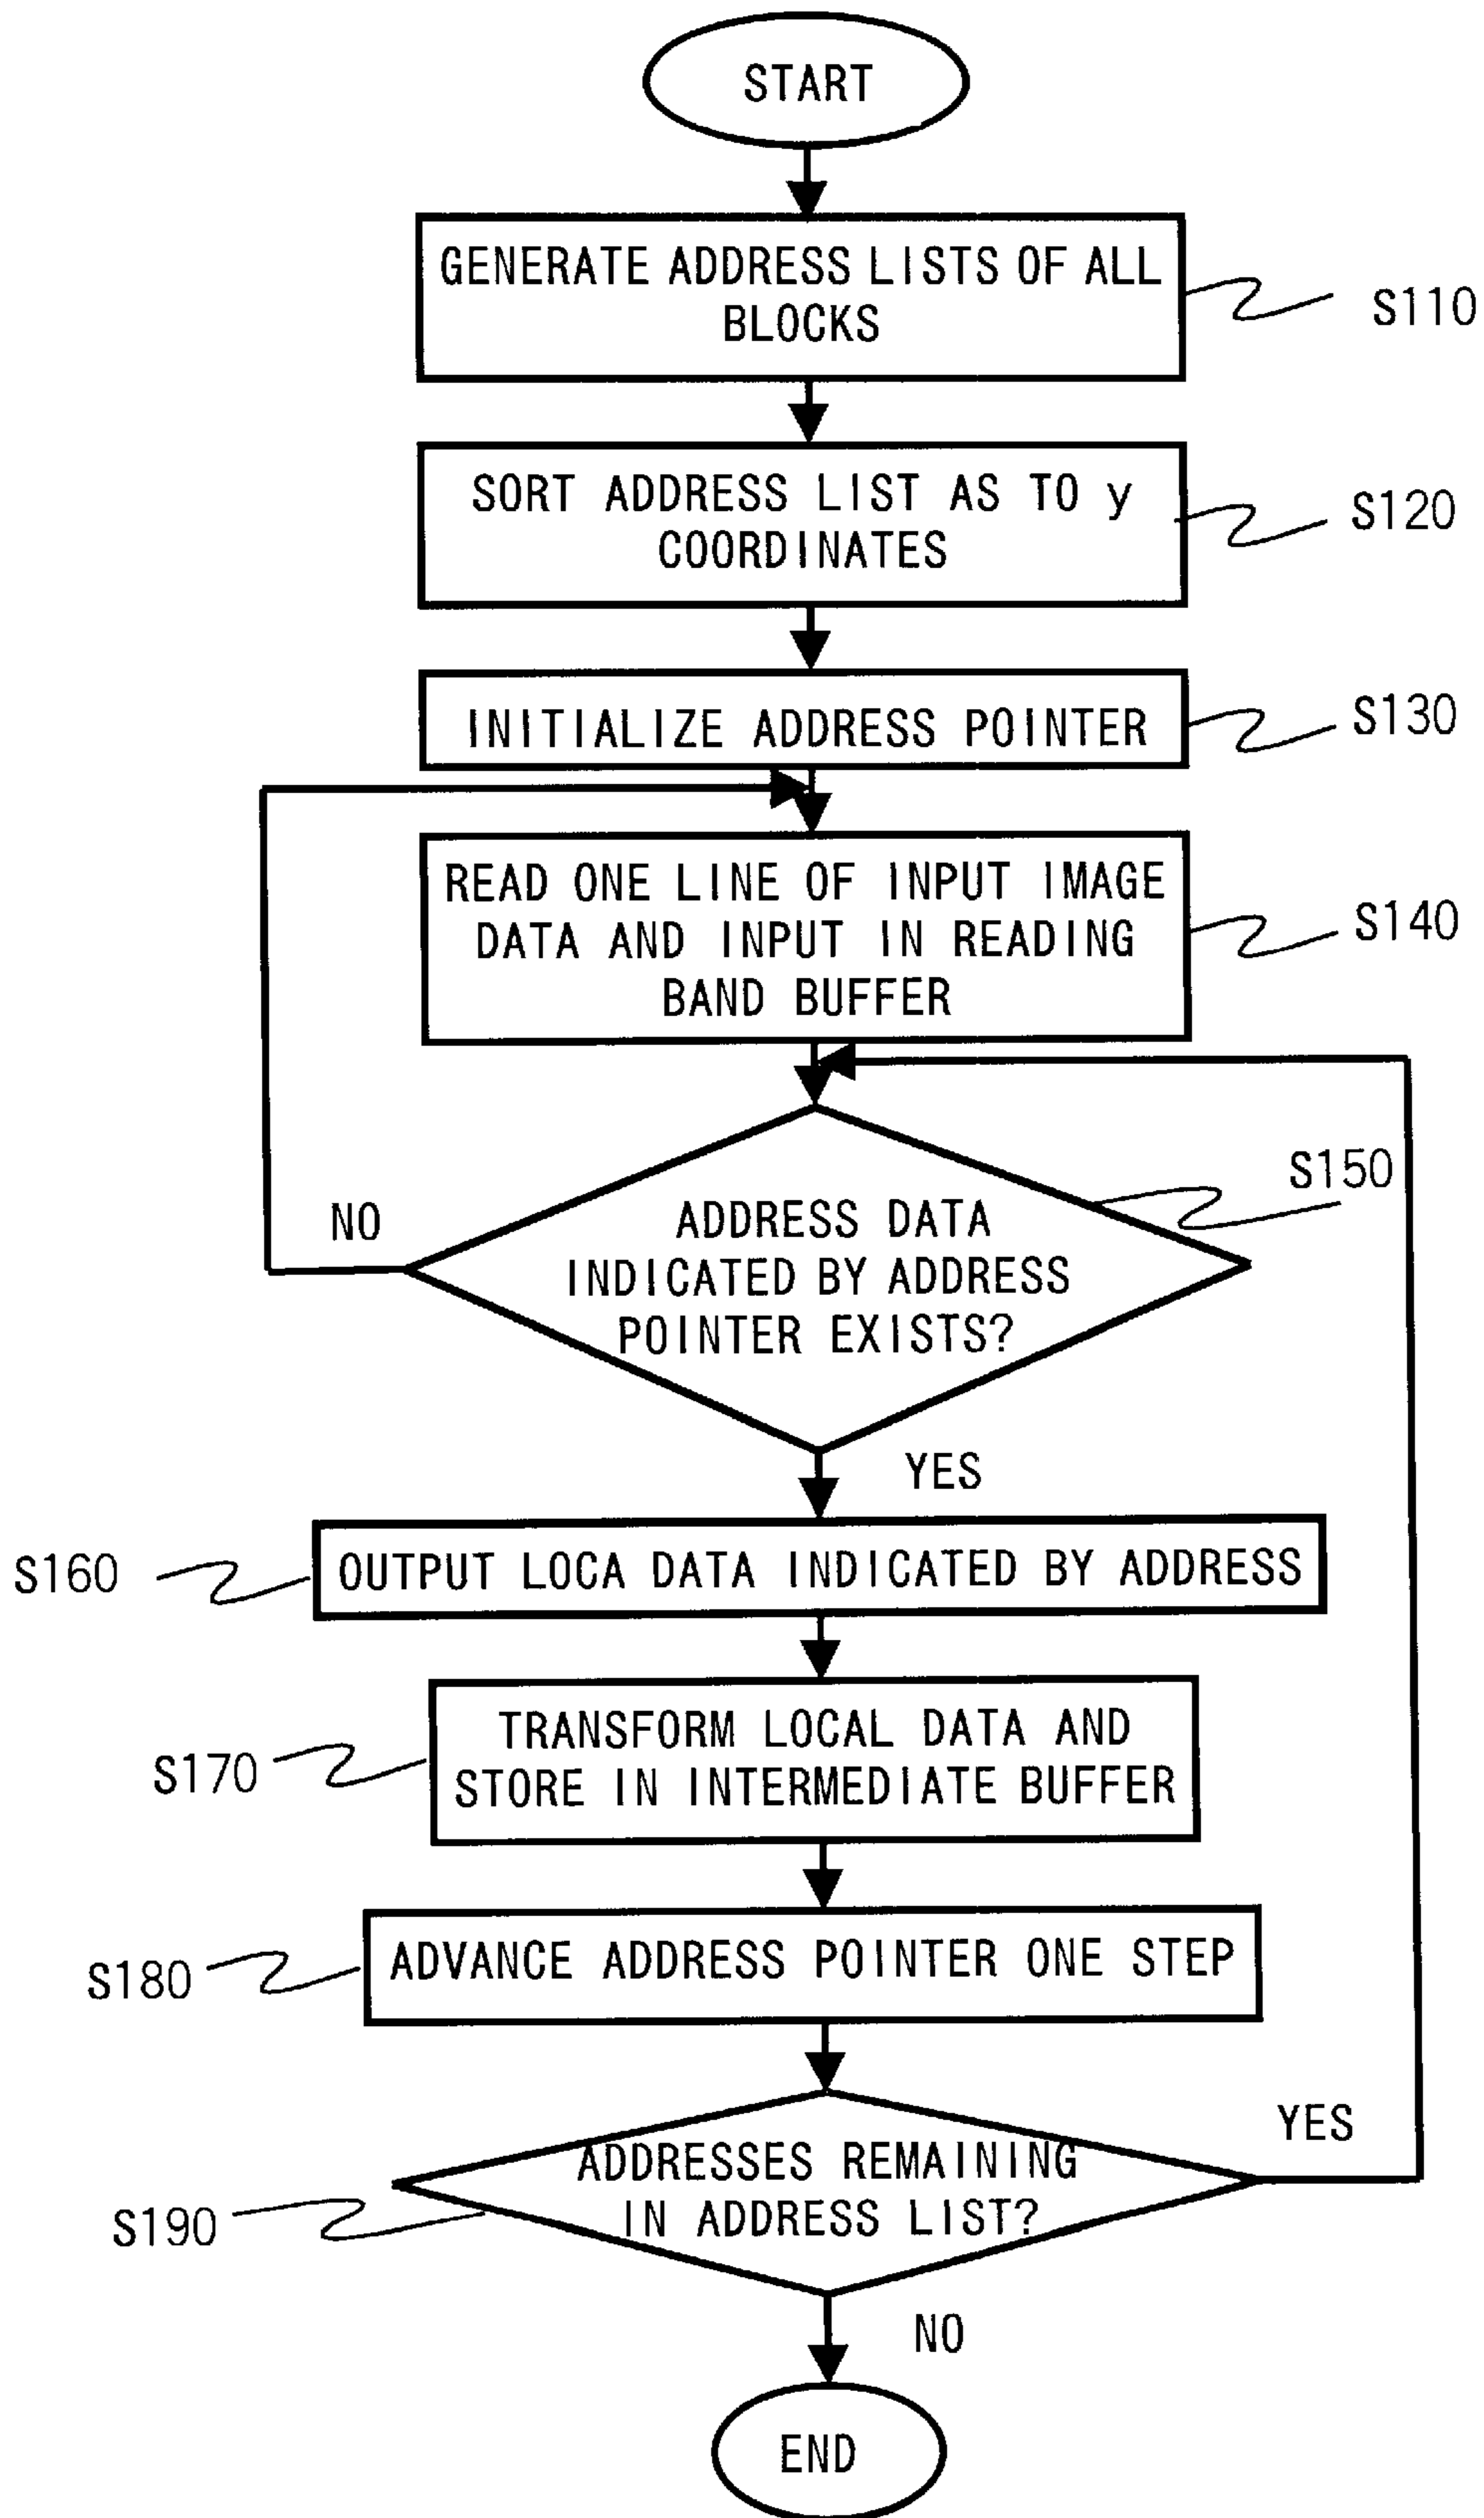 START
GENERATE ADDRESS LISTS OF ALL
BLOCKS
S110
SORT ADDRESS LIST AS TO y
COORDINATES
S120
INITIALIZE ADDRESS POINTER
S130
READ ONE LINE OF INPUT IMAGE
DATA AND INPUT IN READING
BAND BUFFER
S140
S150
NO
ADDRESS DATA
INDICATED BY ADDRESS
POINTER EXISTS?
YES
S160
OUTPUT LOCA DATA INDICATED BY ADDRESS
S170
TRANSFORM LOCAL DATA AND
STORE IN INTERMEDIATE BUFFER
S180
ADVANCE ADDRESS POINTER ONE STEP
YES
S190
ADDRESSES REMAINING
IN ADDRESS LIST?
NO
END